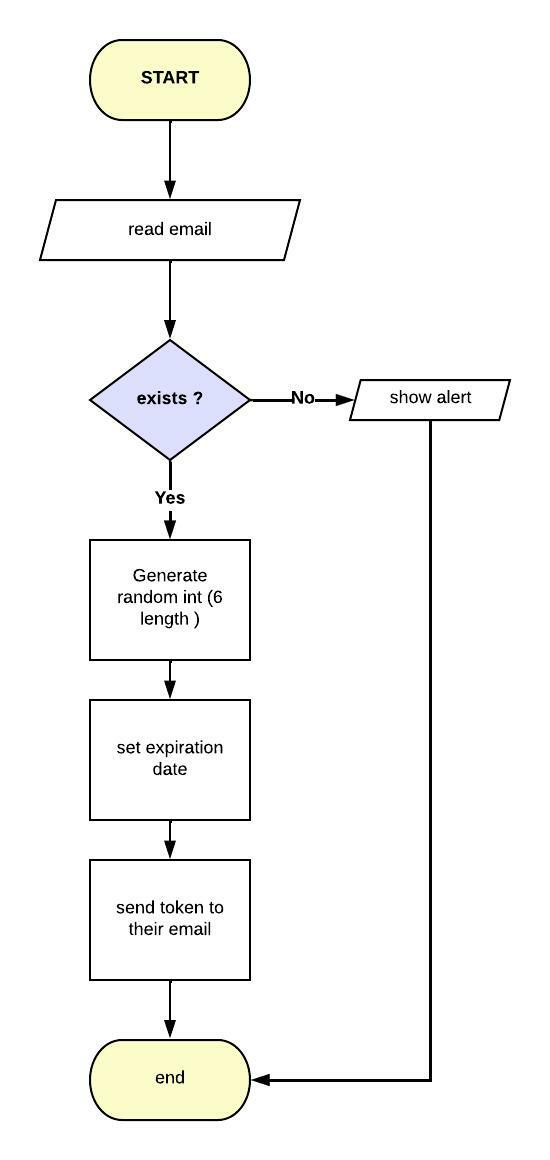 START
read email
exists ?
No
show alert
Yes
Generate
random int (6
length )
set expiration
date
send token to
their email
end